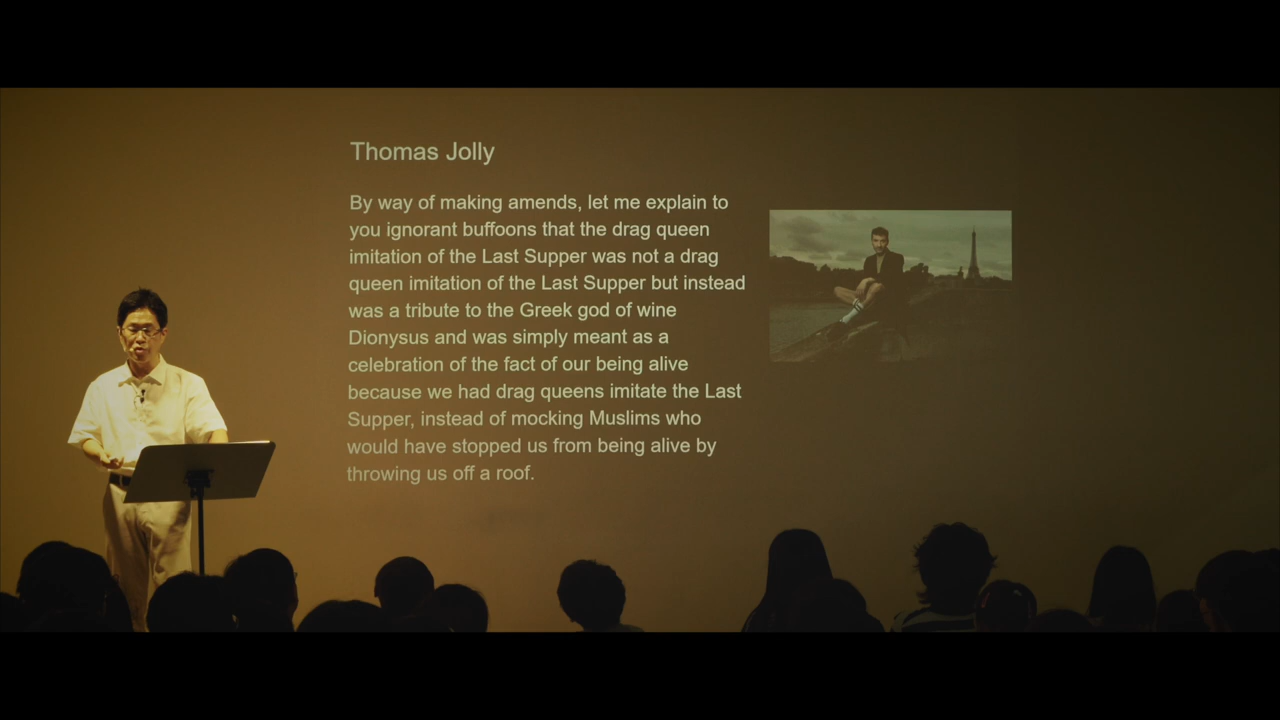 Thomas Jolly
By way of making amends, let me explain to
you ignorant buffoons that the drag queen
imitation of the Last Supper was not a drag
queen imitation of the Last Supper but instead
was a tribute to the Greek god of wine
Dionysus and was simply meant as a
celebration of the fact of our being alive
because we had drag queens imitate the Last
Supper, instead of mocking Muslims who
would have stopped us from being alive by
throwing us off a roof.